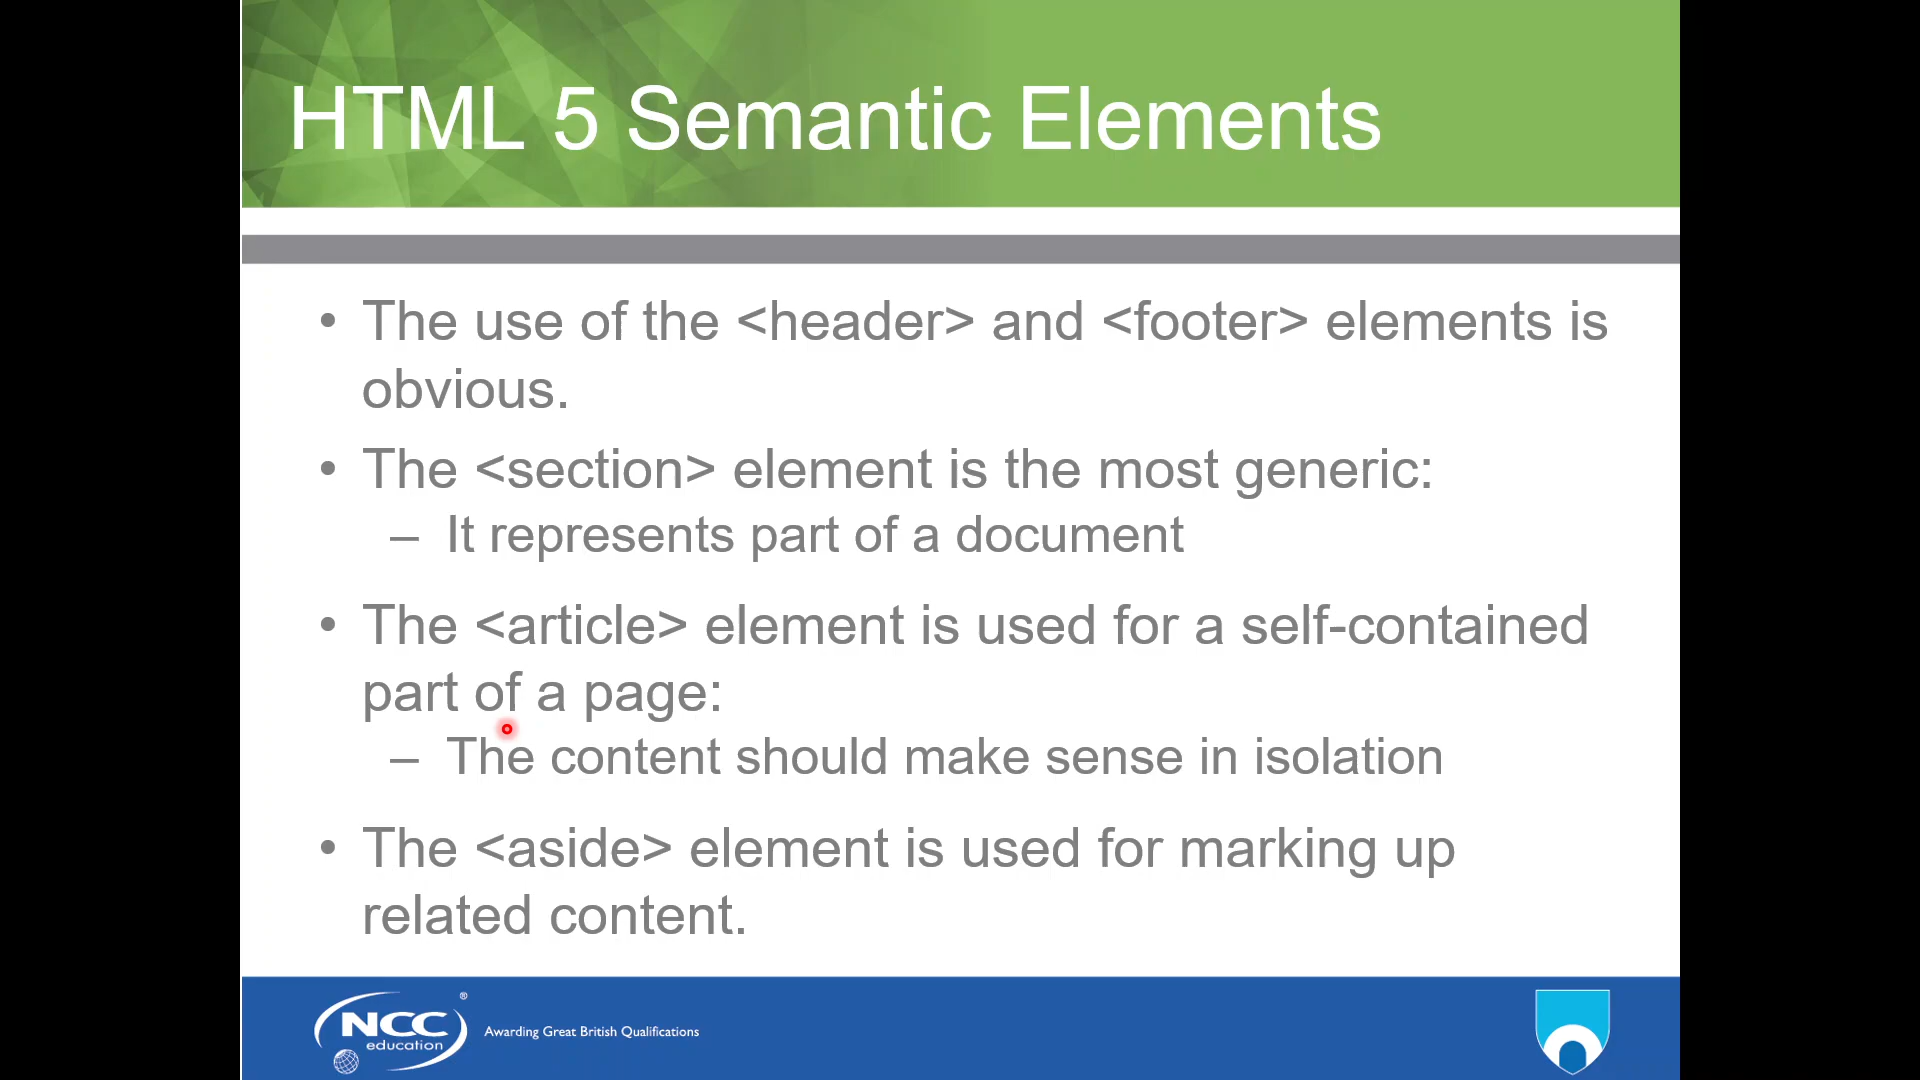 HTML 5 Semantic Elements
• The use of the <header> and <footer> elements is
obvious.
• The <section> element is the most generic:
– It represents part of a document
• The <article> element is used for a self-contained
part of a page:
– The content should make sense in isolation
• The <aside> element is used for marking up
related content.
NCC ®
education
Awarding Great British Qualifications